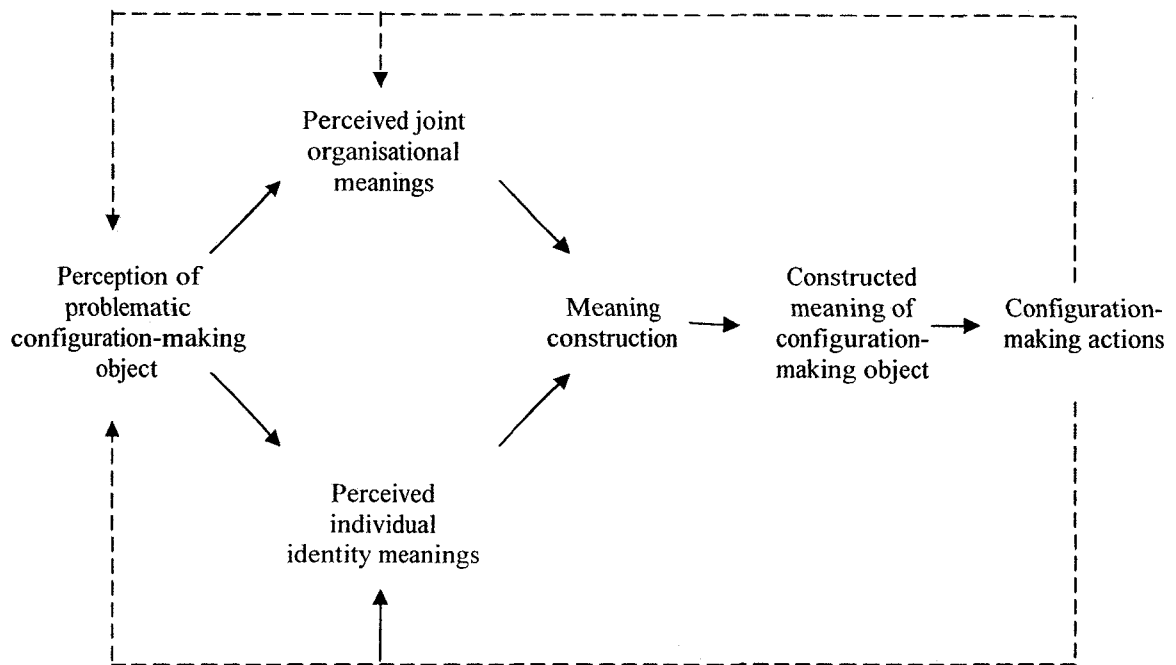 Perceived joint
organisational
meanings
Perception of
problematic
configuration-making
object
Meaning
construction
Constructed
meaning of
configuration-
making object
Configuration-
making actions
Perceived
individual
identity meanings